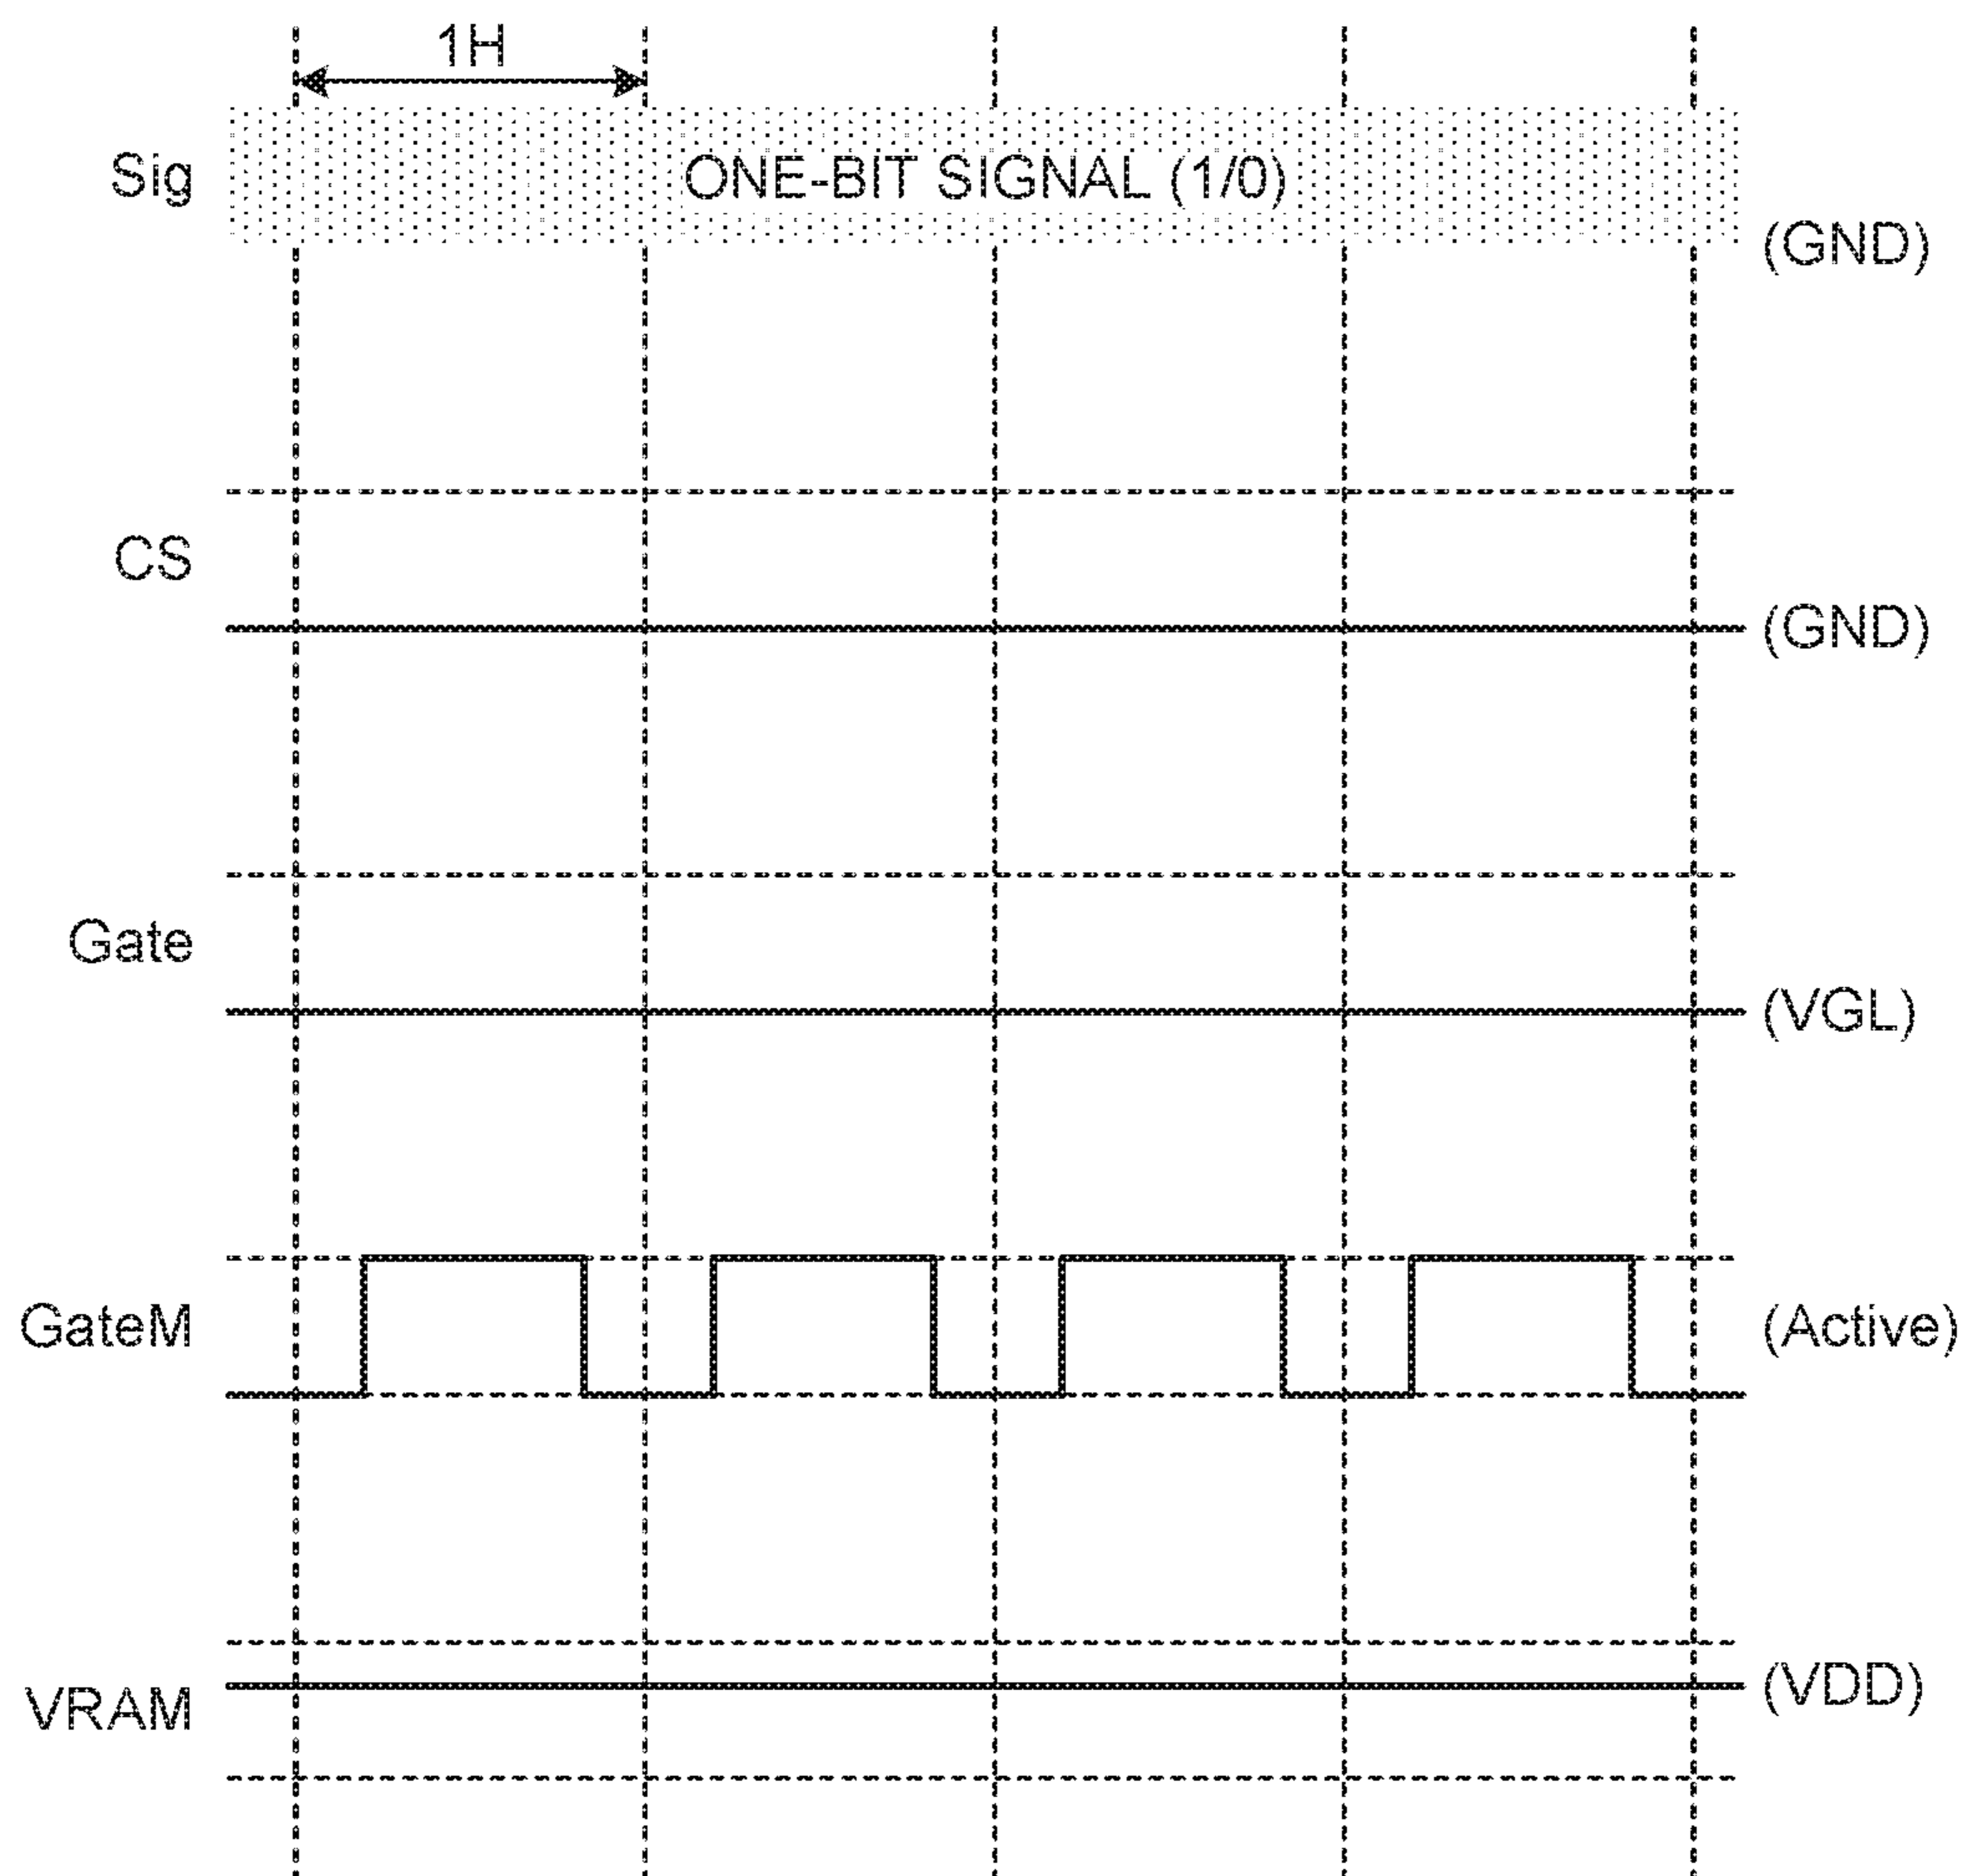 1H
Sig
ONE-BIT SIGNAL (1/0)
(GND)
CS
(GND)
Gate
(VGL)
GateM
(Active)
VRAM
(VDD)